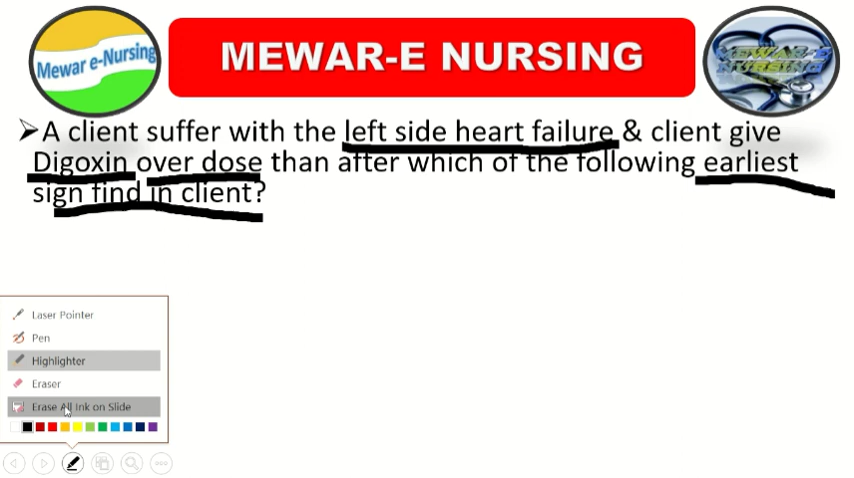 Mewar e-Nursing
MEWAR-E NURSING
MEWAR-E
NURSING
➤A client suffer with the left side heart failure & client give
Digoxin over dose than after which of the following earliest
sign find in client?
Laser Pointer
Pen
Highlighter
Eraser
Erase All Ink on Slide